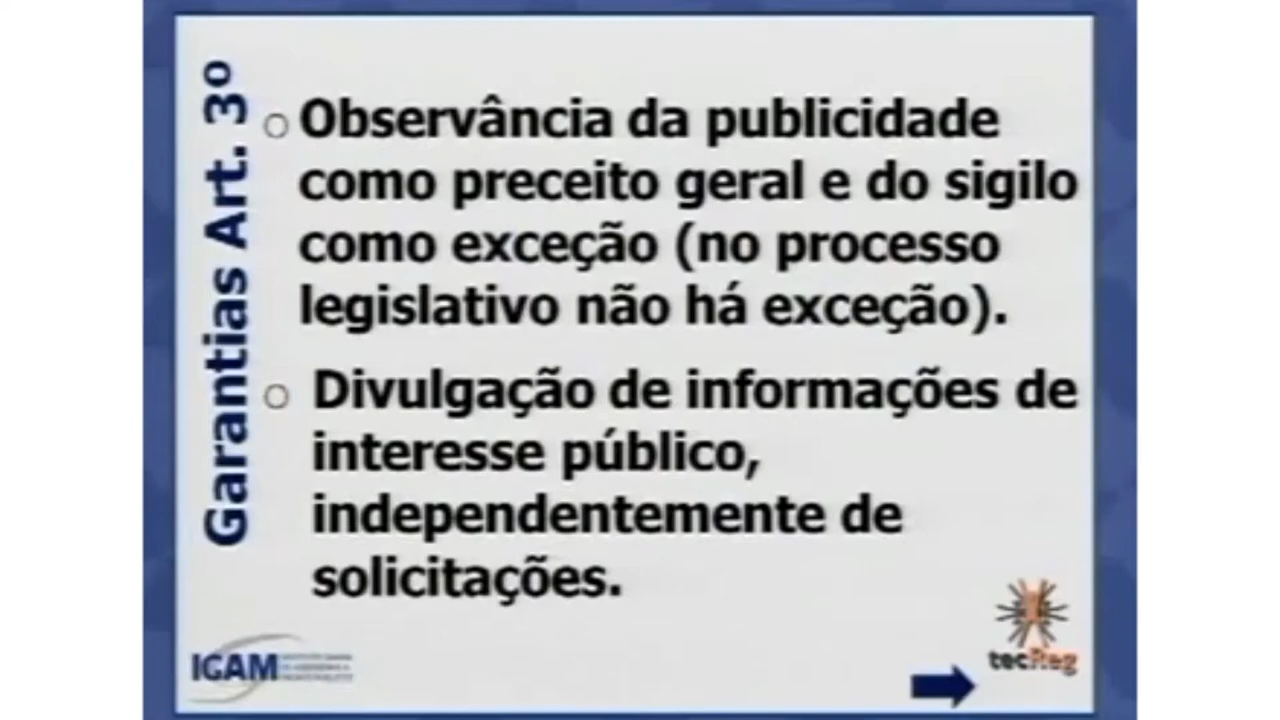 Garantias Art. 3º
Observância da publicidade
como preceito geral e do sigilo
como exceção (no processo
legislativo não há exceção).
Divulgação de informações de
interesse público,
independentemente de
solicitações.
IGAM
tecReg